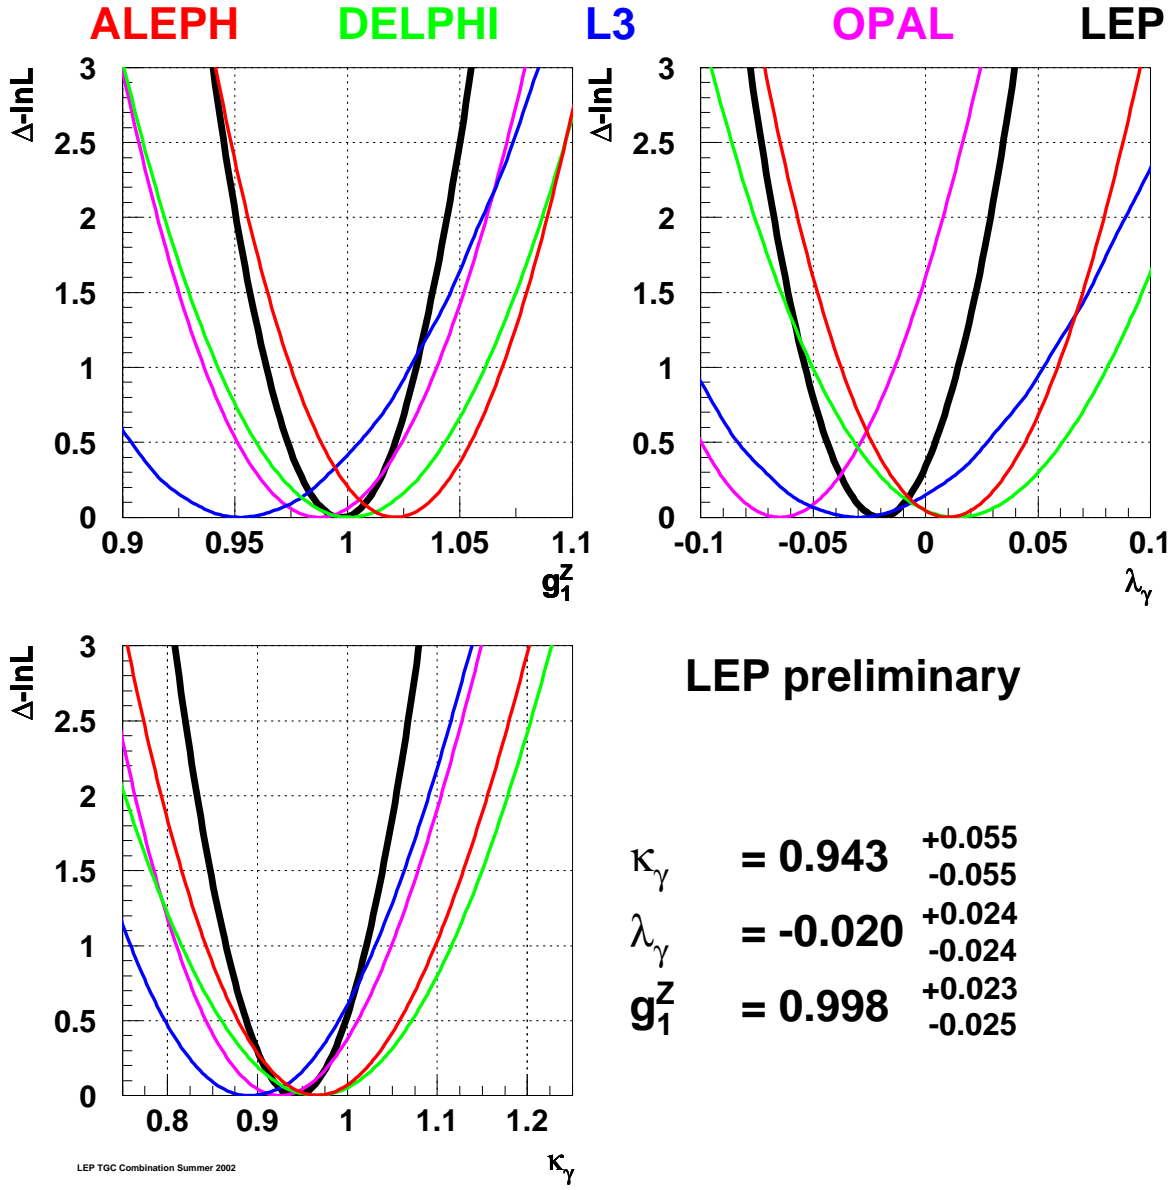 ALEPH DELPHI L3 OPAL LEP
Δ-lnL
3
2.5
2
1.5
1
0.5
0
0.9 0.95 1 1.05 1.1
g₁ᶻ
Δ-lnL
3
2.5
2
1.5
1
0.5
0
-0.1 -0.05 0 0.05 0.1
λᵧ
Δ-lnL
3
2.5
2
1.5
1
0.5
0
0.8 0.9 1 1.1 1.2
κᵧ
LEP preliminary
κᵧ = 0.943 +0.055 -0.055
λᵧ = -0.020 +0.024 -0.024
g₁ᶻ = 0.998 +0.023 -0.025
LEP TGC Combination Summer 2002